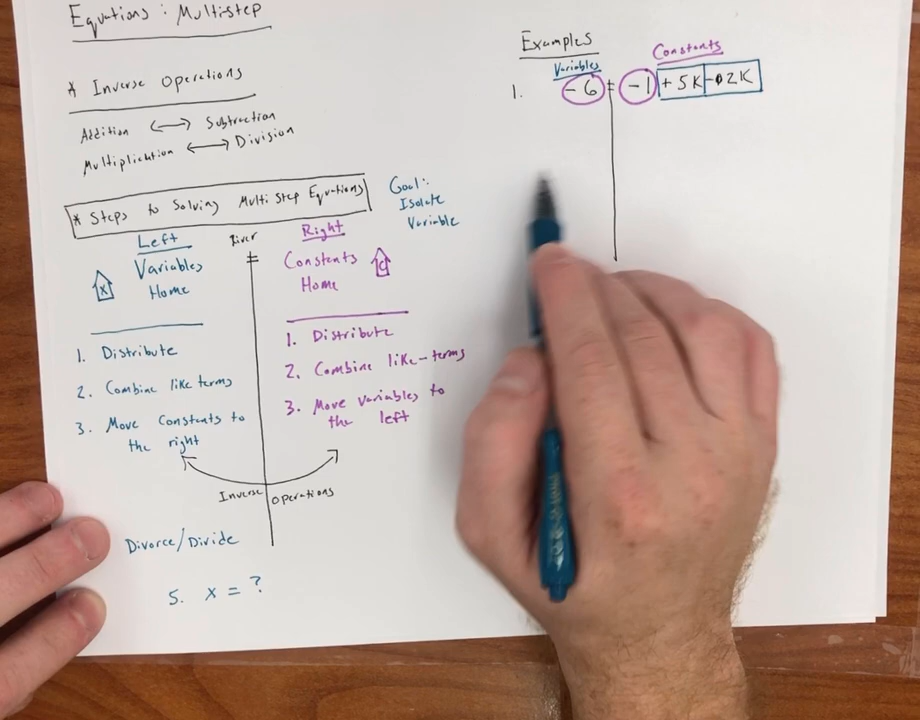 Equations: Multistep
* Inverse Operations
Addition ↔ Subtraction
Multiplication ↔ Division
* Steps to Solving Multi Step Equations
Goal:
Isolate
Variable
Left
Variables
Home
x
River
=
Right
Constants
Home
C
1. Distribute
2. Combine like terms
3. Move Constants to
the right
1. Distribute
2. Combine like-terms
3. Move variables to
the left
Inverse Operations
Divorce/Divide
5. x = ?
Examples
Variables
Constants
1. -6 = -1 +5K -2K